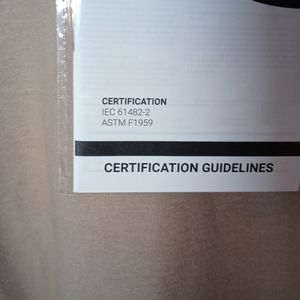 CERTIFICATION
IEC 61482-2
ASTM F1959
CERTIFICATION GUIDELINES